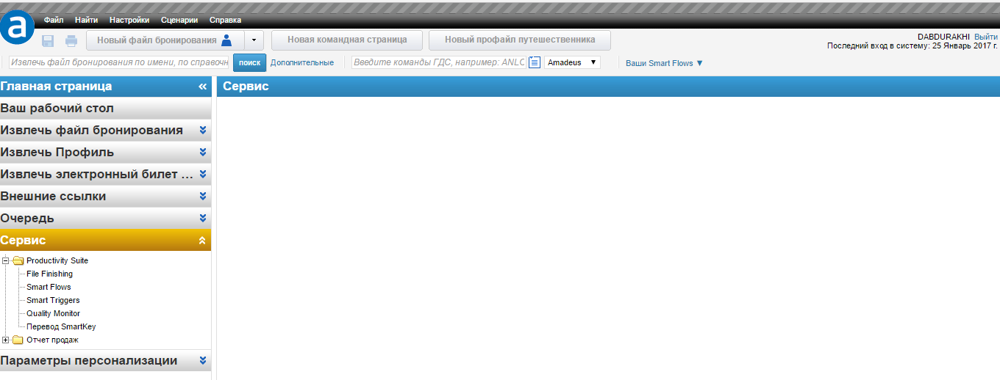 a
Файл Найти Настройки Сценарии Справка
Новый файл бронирования Новая командная страница Новый профайл путешественника
DABDURAKHI Выйти
Последний вход в систему: 25 Январь 2017 г.
Извлечь файл бронирования по имени, по справочн поиск Дополнительные Введите команды ГДС, например: ANLC Amadeus ▼ Ваши Smart Flows ▼
Главная страница «
Сервис
Ваш рабочий стол
Извлечь файл бронирования
Извлечь Профиль
Извлечь электронный билет ...
Внешние ссылки
Очередь
Сервис
Productivity Suite
File Finishing
Smart Flows
Smart Triggers
Quality Monitor
Перевод SmartKey
Отчет продаж
Параметры персонализации